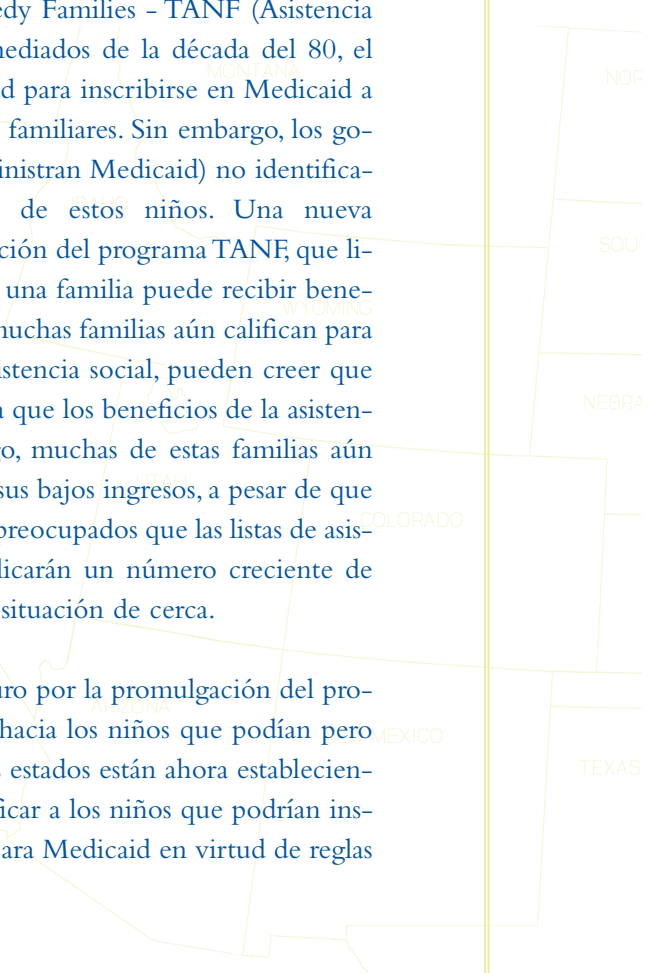 edy Families - TANF (Asistencia
mediados de la década del 80, el
d para inscribirse en Medicaid a
familiares. Sin embargo, los go-
inistran Medicaid) no identifica-
de estos niños. Una nueva
ción del programa TANF, que li-
una familia puede recibir bene-
muchas familias aún califican para
istencia social, pueden creer que
a que los beneficios de la asisten-
o, muchas de estas familias aún
sus bajos ingresos, a pesar de que
preocupados que las listas de asis-
licarán un número creciente de
situación de cerca.
uro por la promulgación del pro-
hacia los niños que podían pero
s estados están ahora establecien-
ficar a los niños que podrían ins-
ara Medicaid en virtud de reglas
MONTANA
NOR
SOU
WYOMING
NEBRA
UTAH
COLORADO
ARIZONA
MEXICO
TEXAS